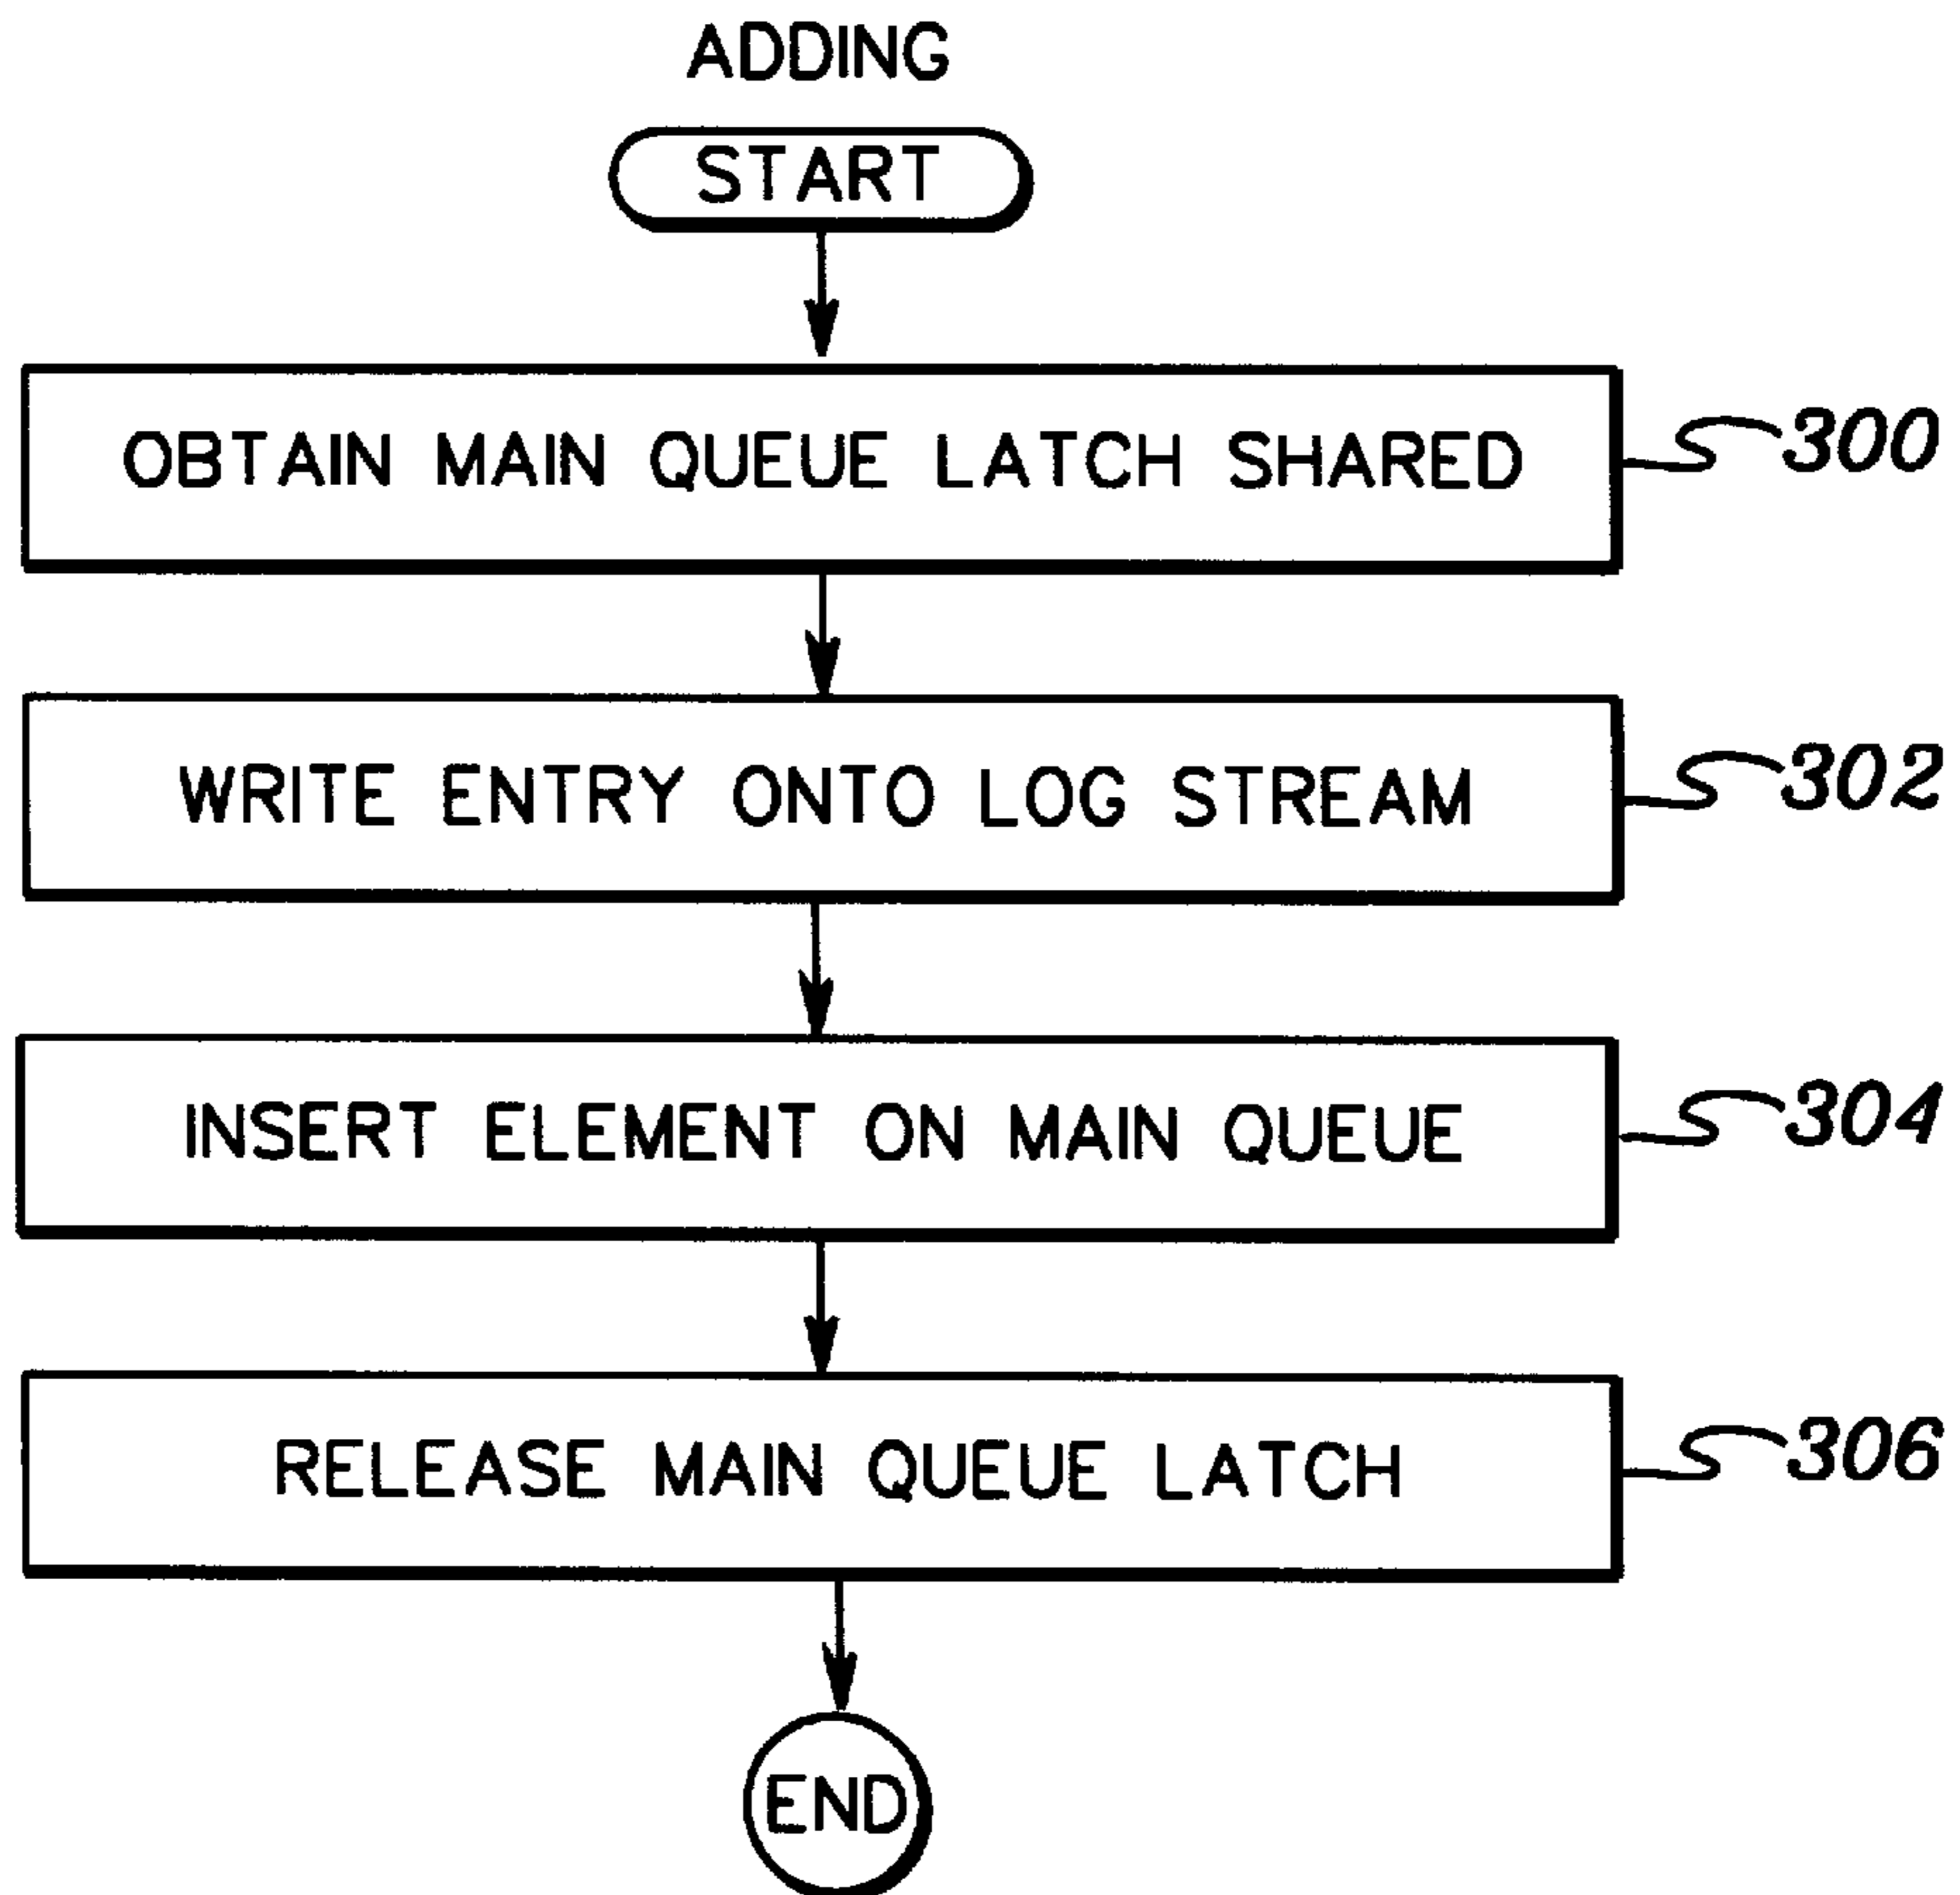 ADDING
START
OBTAIN MAIN QUEUE LATCH SHARED
300
WRITE ENTRY ONTO LOG STREAM
302
INSERT ELEMENT ON MAIN QUEUE
304
RELEASE MAIN QUEUE LATCH
306
END